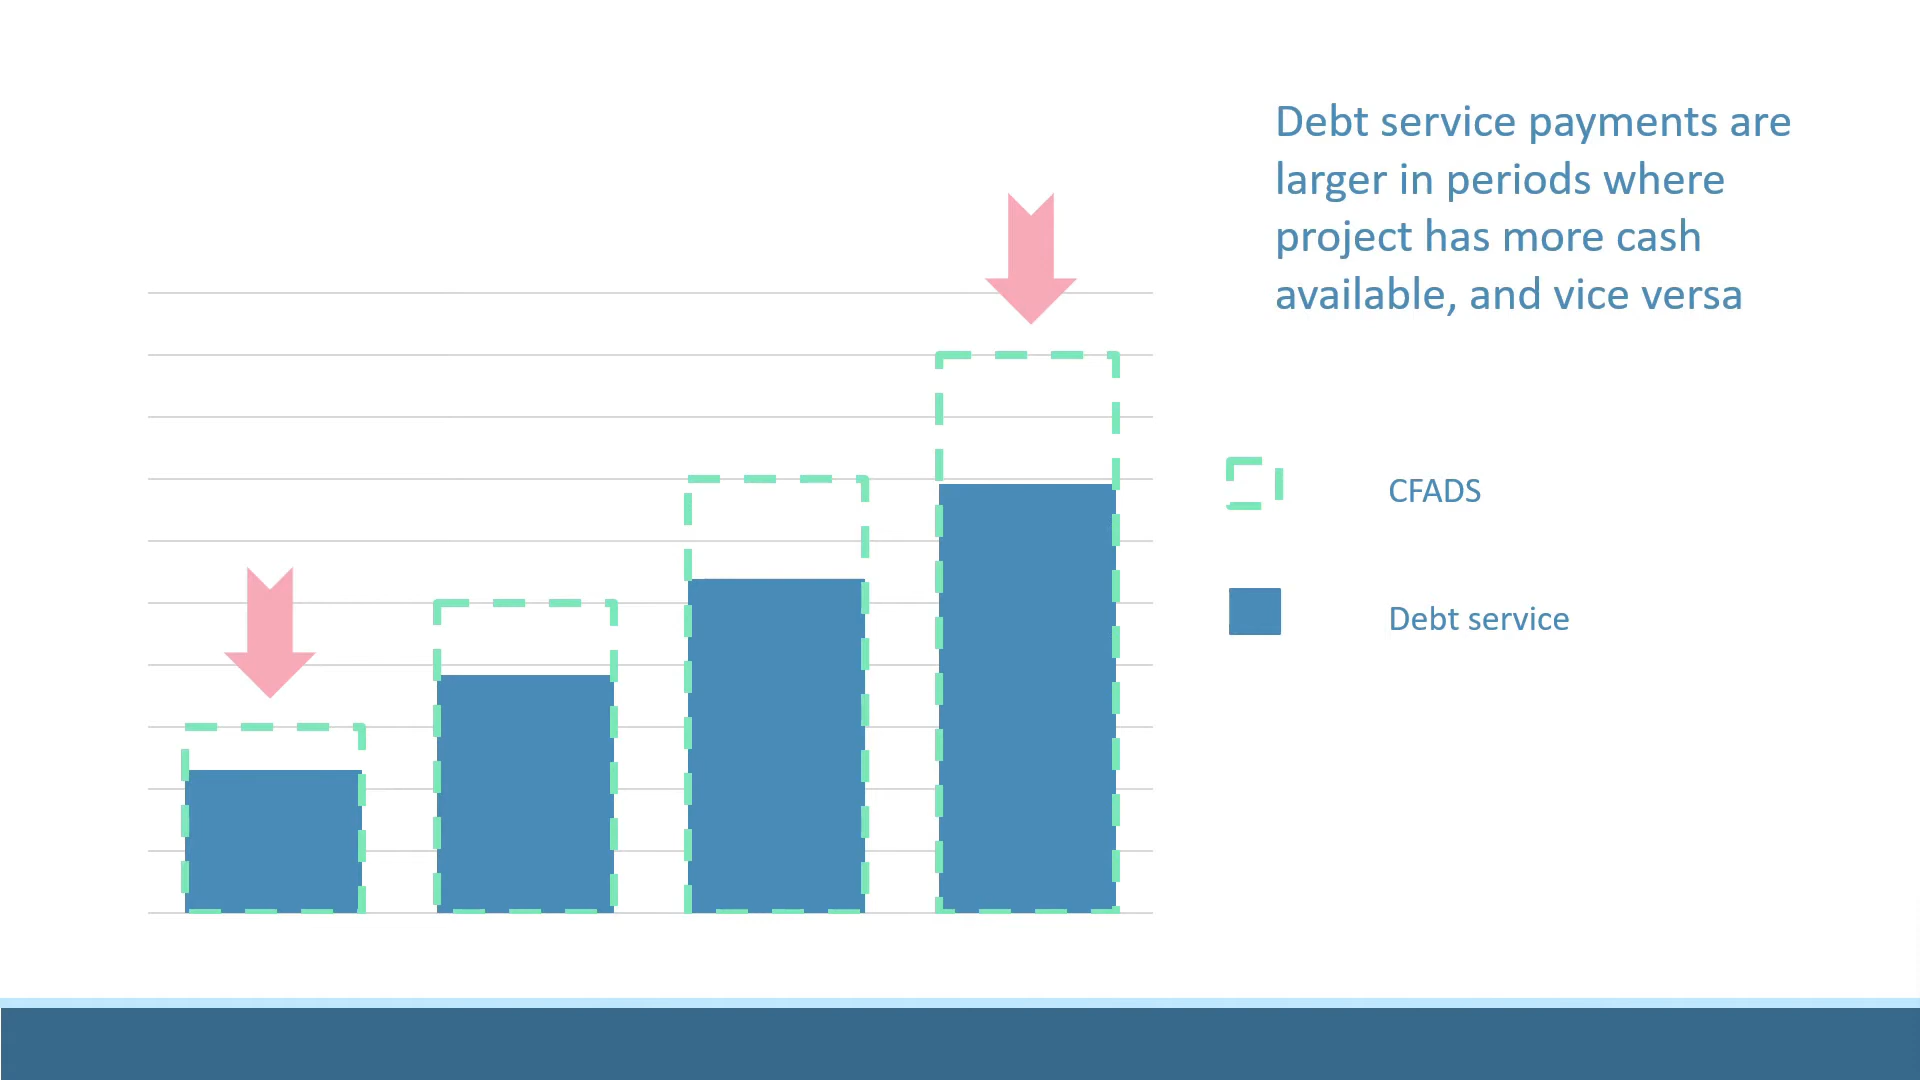 Debt service payments are
larger in periods where
project has more cash
available, and vice versa
CFADS
Debt service